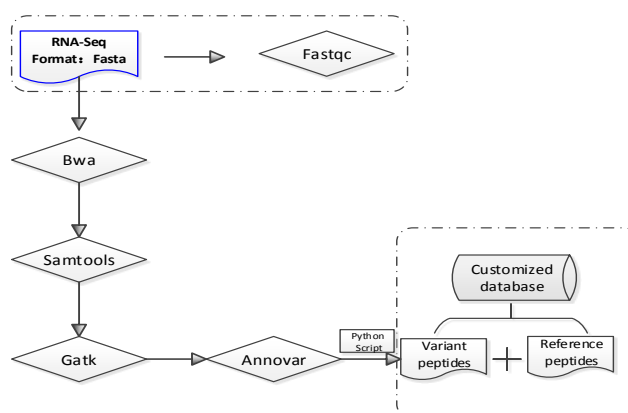 RNA-Seq
Format：Fasta
Fastqc
Bwa
Samtools
Customized
database
Gatk
Annovar
Python
Script
Variant
peptides
Reference
peptides